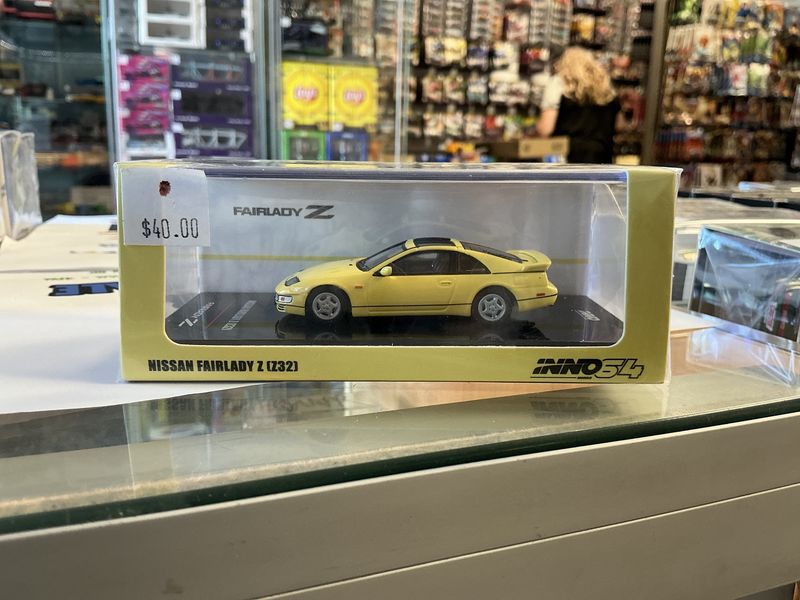 $40.00
FAIRLADY Z
NISSAN FAIRLADY Z (Z32)
INNO64